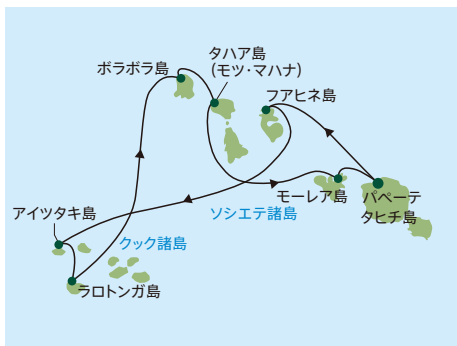 タハア島
(モツ・マハナ)
ボラボラ島
フアヒネ島
モーレア島
パペーテ
タヒチ島
ソシエテ諸島
アイツタキ島
クック諸島
ラロトンガ島